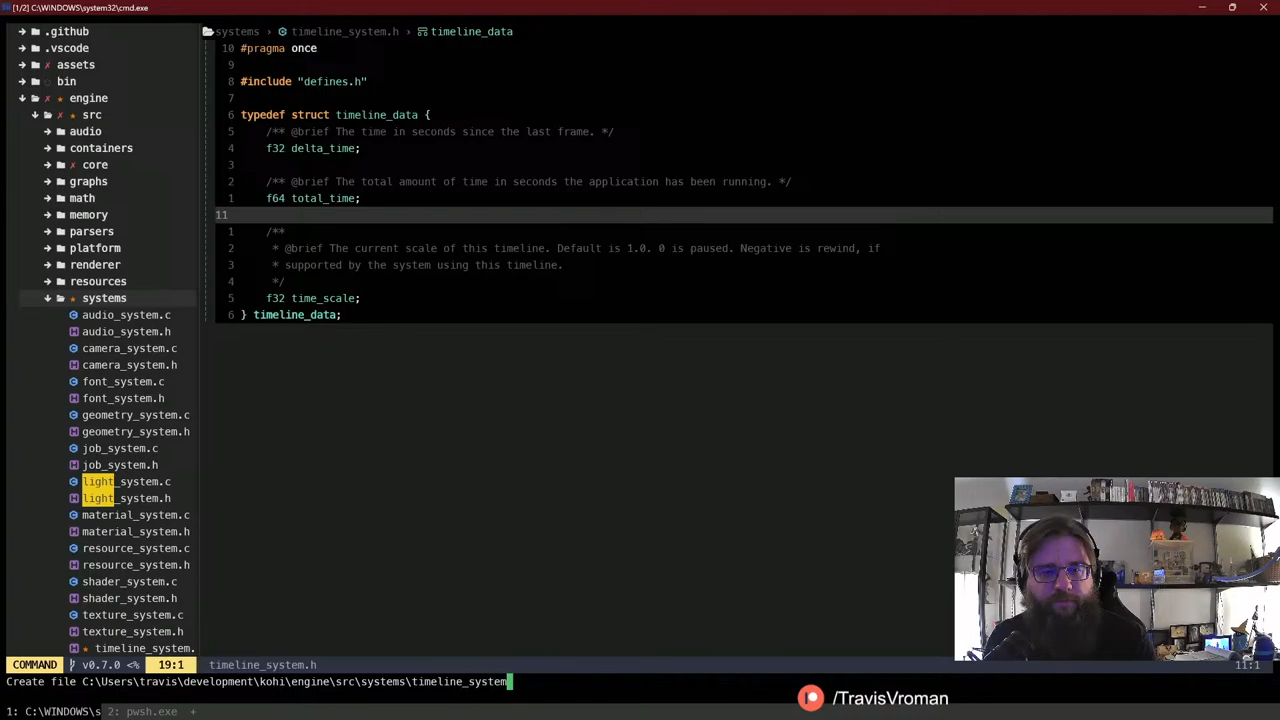 [1/2] C:\WINDOWS\system32\cmd.exe
.github
.vscode
assets
bin
engine
src
audio
containers
core
graphs
math
memory
parsers
platform
renderer
resources
systems
audio_system.c
audio_system.h
camera_system.c
camera_system.h
font_system.c
font_system.h
geometry_system.c
geometry_system.h
job_system.c
job_system.h
light_system.c
light_system.h
material_system.c
material_system.h
resource_system.c
resource_system.h
shader_system.c
shader_system.h
texture_system.c
texture_system.h
timeline_system.
systems › timeline_system.h › timeline_data
10 #pragma once
9
8 #include "defines.h"
7
6 typedef struct timeline_data {
5 /** @brief The time in seconds since the last frame. */
4 f32 delta_time;
3
2 /** @brief The total amount of time in seconds the application has been running. */
1 f64 total_time;
11
1 /**
2 * @brief The current scale of this timeline. Default is 1.0. 0 is paused. Negative is rewind, if
3 * supported by the system using this timeline.
4 */
5 f32 time_scale;
6 } timeline_data;
COMMAND v0.7.0 <% 19:1 timeline_system.h 11:1
Create file C:\Users\travis\development\kohi\engine\src\systems\timeline_system
/TravisVroman
1: C:\WINDOWS\s 2: pwsh.exe +